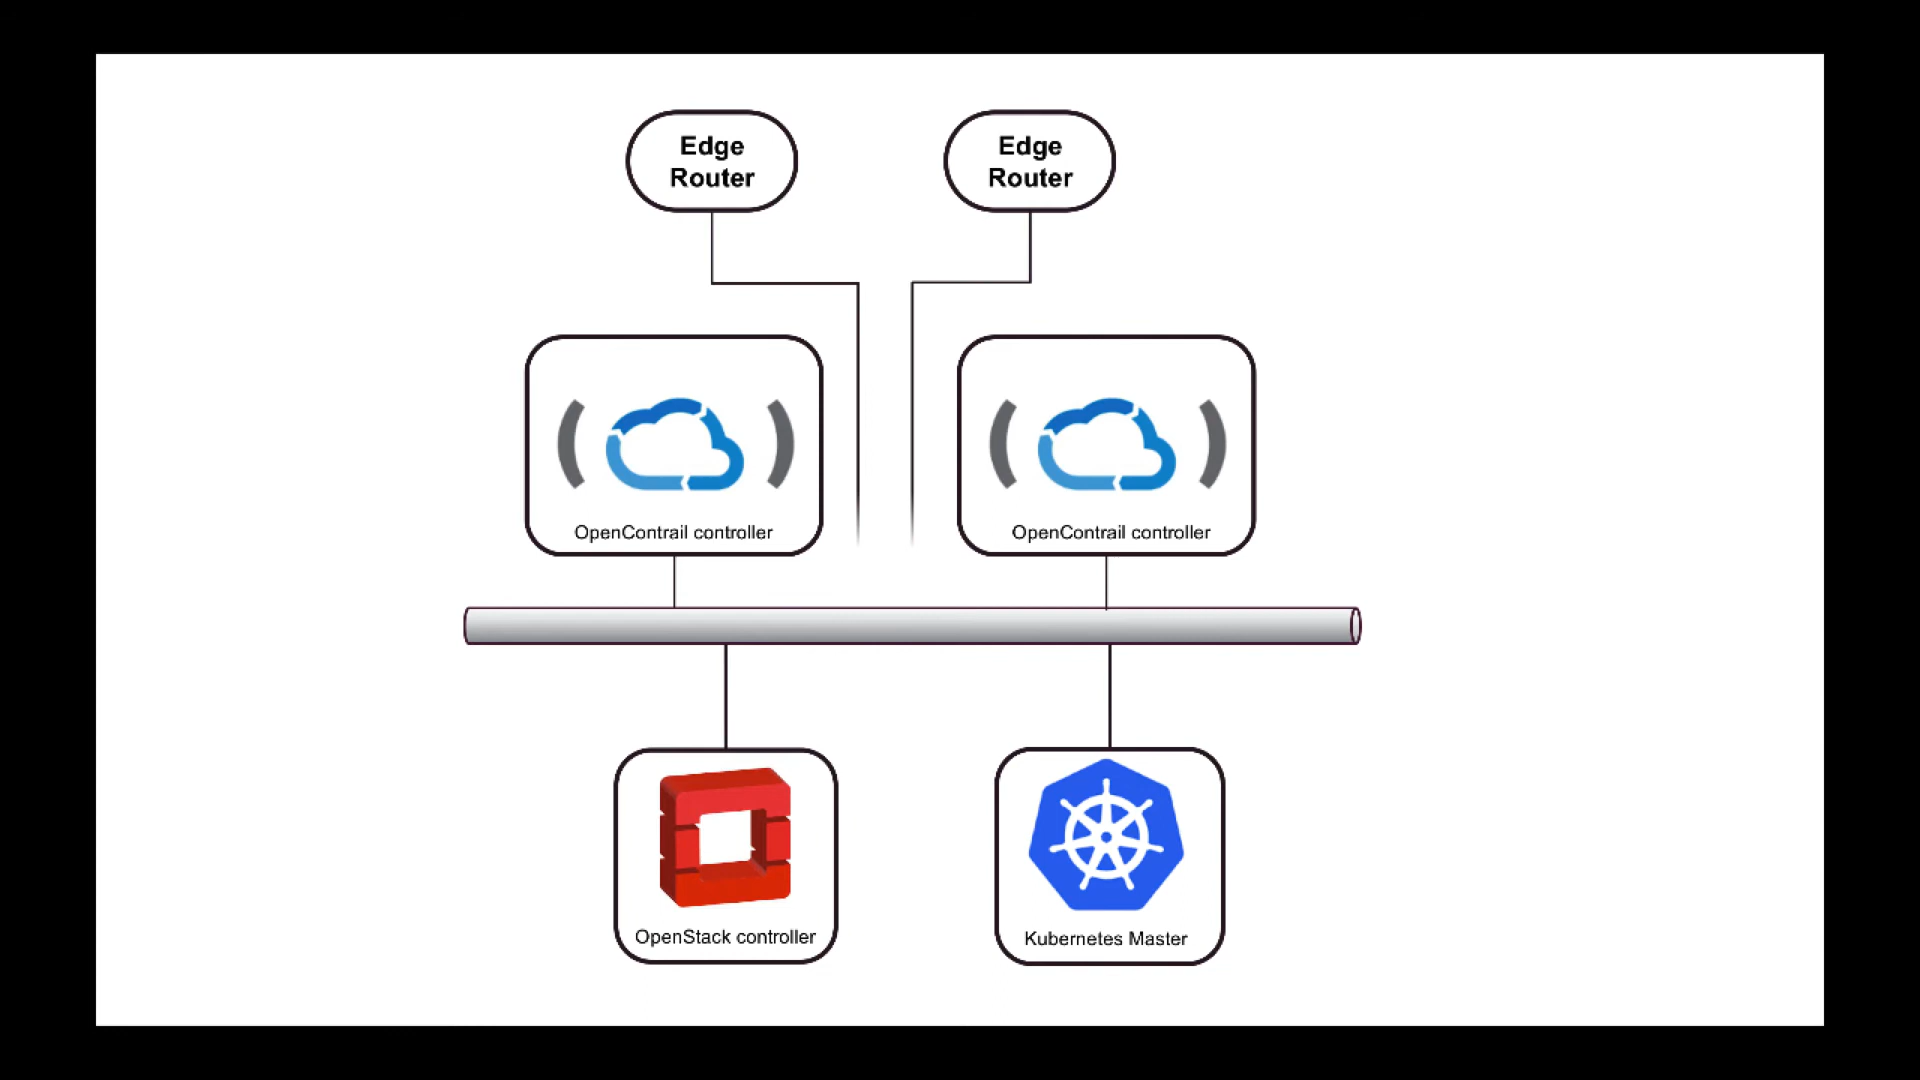 Edge
Router
Edge
Router
OpenContrail controller
OpenContrail controller
OpenStack controller
Kubernetes Master